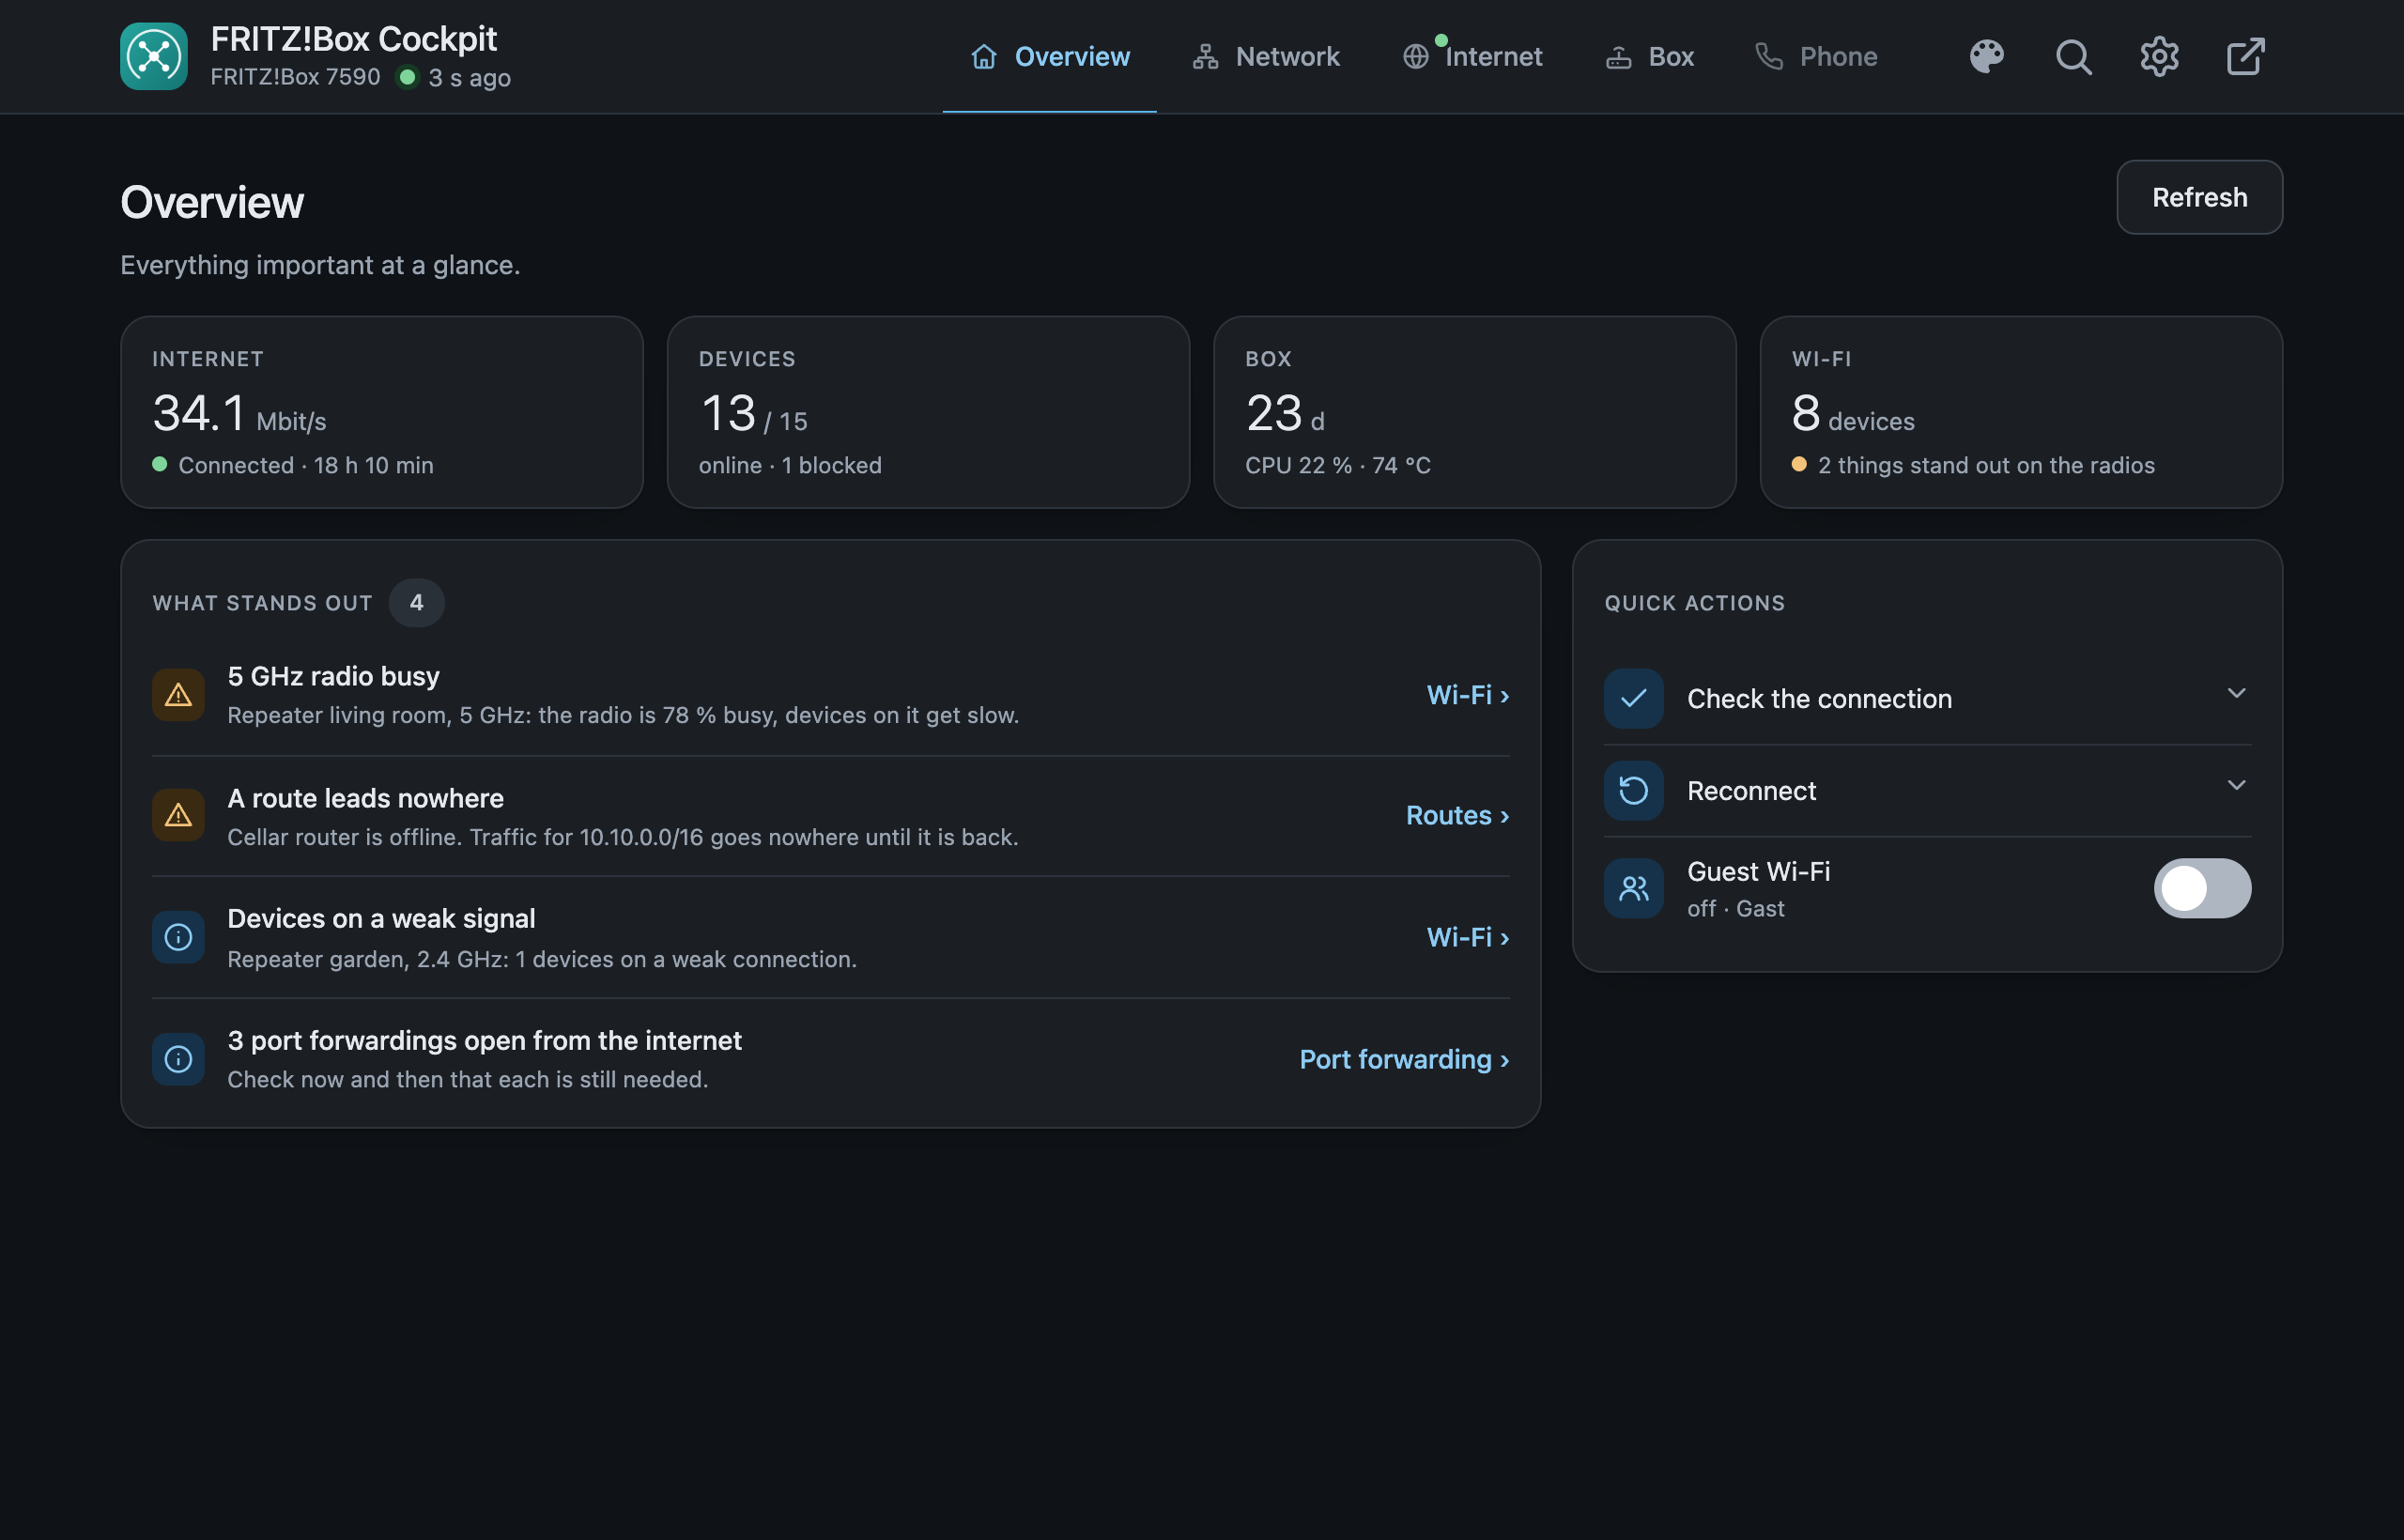 FRITZ!Box Cockpit
FRITZ!Box 7590 3 s ago
Overview
Network
Internet
Box
Phone
Overview
Refresh
Everything important at a glance.
INTERNET
34.1 Mbit/s
Connected · 18 h 10 min
DEVICES
13 / 15
online · 1 blocked
BOX
23 d
CPU 22 % · 74 °C
WI-FI
8 devices
2 things stand out on the radios
WHAT STANDS OUT 4
5 GHz radio busy
Repeater living room, 5 GHz: the radio is 78 % busy, devices on it get slow.
Wi-Fi ›
A route leads nowhere
Cellar router is offline. Traffic for 10.10.0.0/16 goes nowhere until it is back.
Routes ›
Devices on a weak signal
Repeater garden, 2.4 GHz: 1 devices on a weak connection.
Wi-Fi ›
3 port forwardings open from the internet
Check now and then that each is still needed.
Port forwarding ›
QUICK ACTIONS
Check the connection
Reconnect
Guest Wi-Fi
off · Gast